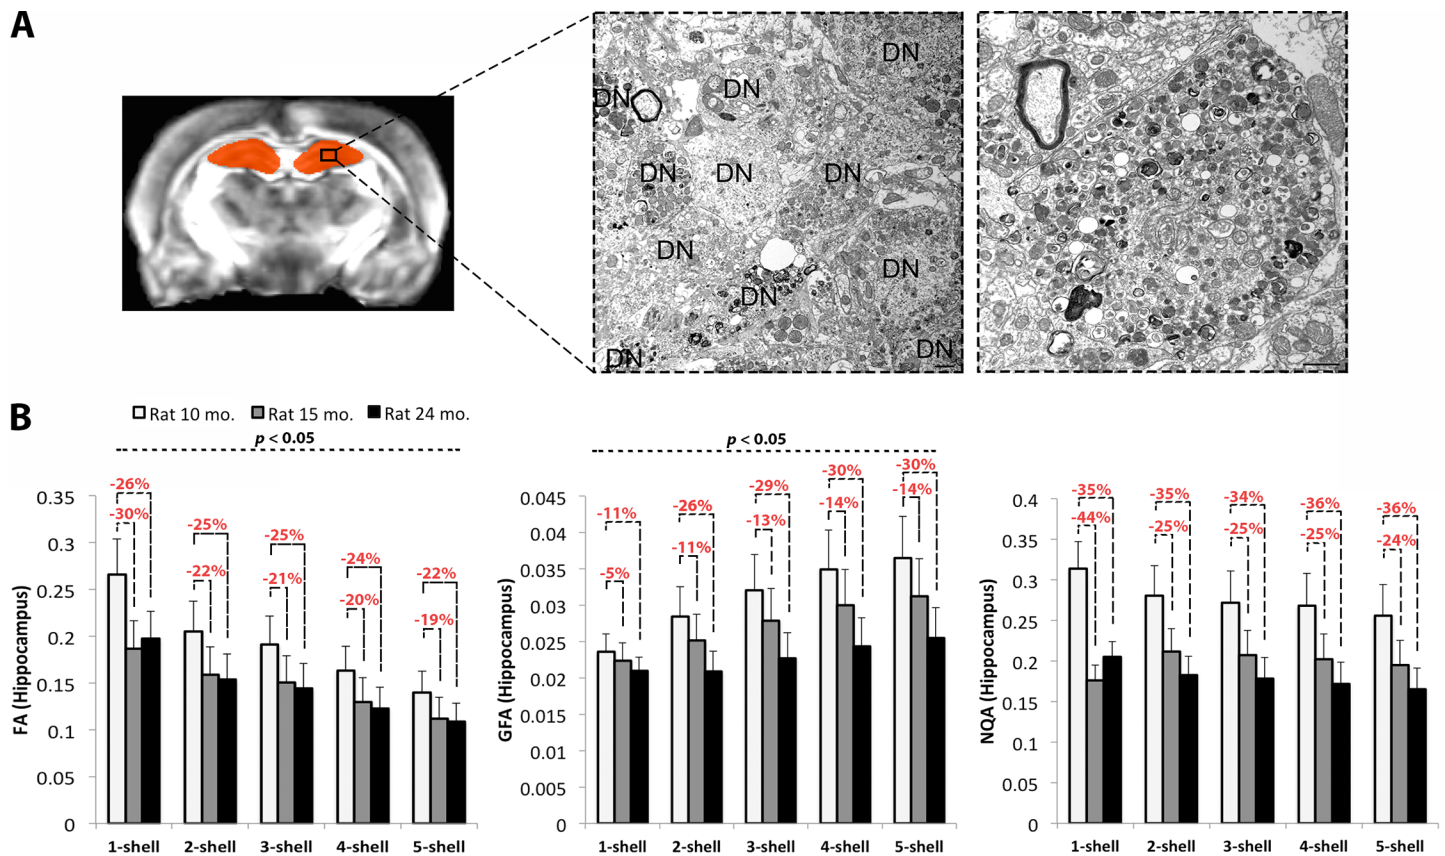 A
DN
DN
DN
DN
DN
DN
DN
DN
DN
DN
DN
B
Rat 10 mo. Rat 15 mo. Rat 24 mo.
p < 0.05
FA (Hippocampus)
0.35
0.3
0.25
0.2
0.15
0.1
0.05
0
-26%
-30%
-25%
-22%
-25%
-21%
-24%
-20%
-22%
-19%
1-shell 2-shell 3-shell 4-shell 5-shell
p < 0.05
GFA (Hippocampus)
0.045
0.04
0.035
0.03
0.025
0.02
0.015
0.01
0.005
0
-11%
-5%
-26%
-11%
-29%
-13%
-30%
-14%
-30%
-14%
1-shell 2-shell 3-shell 4-shell 5-shell
NQA (Hippocampus)
0.4
0.35
0.3
0.25
0.2
0.15
0.1
0.05
0
-35%
-44%
-35%
-25%
-34%
-25%
-36%
-25%
-36%
-24%
1-shell 2-shell 3-shell 4-shell 5-shell